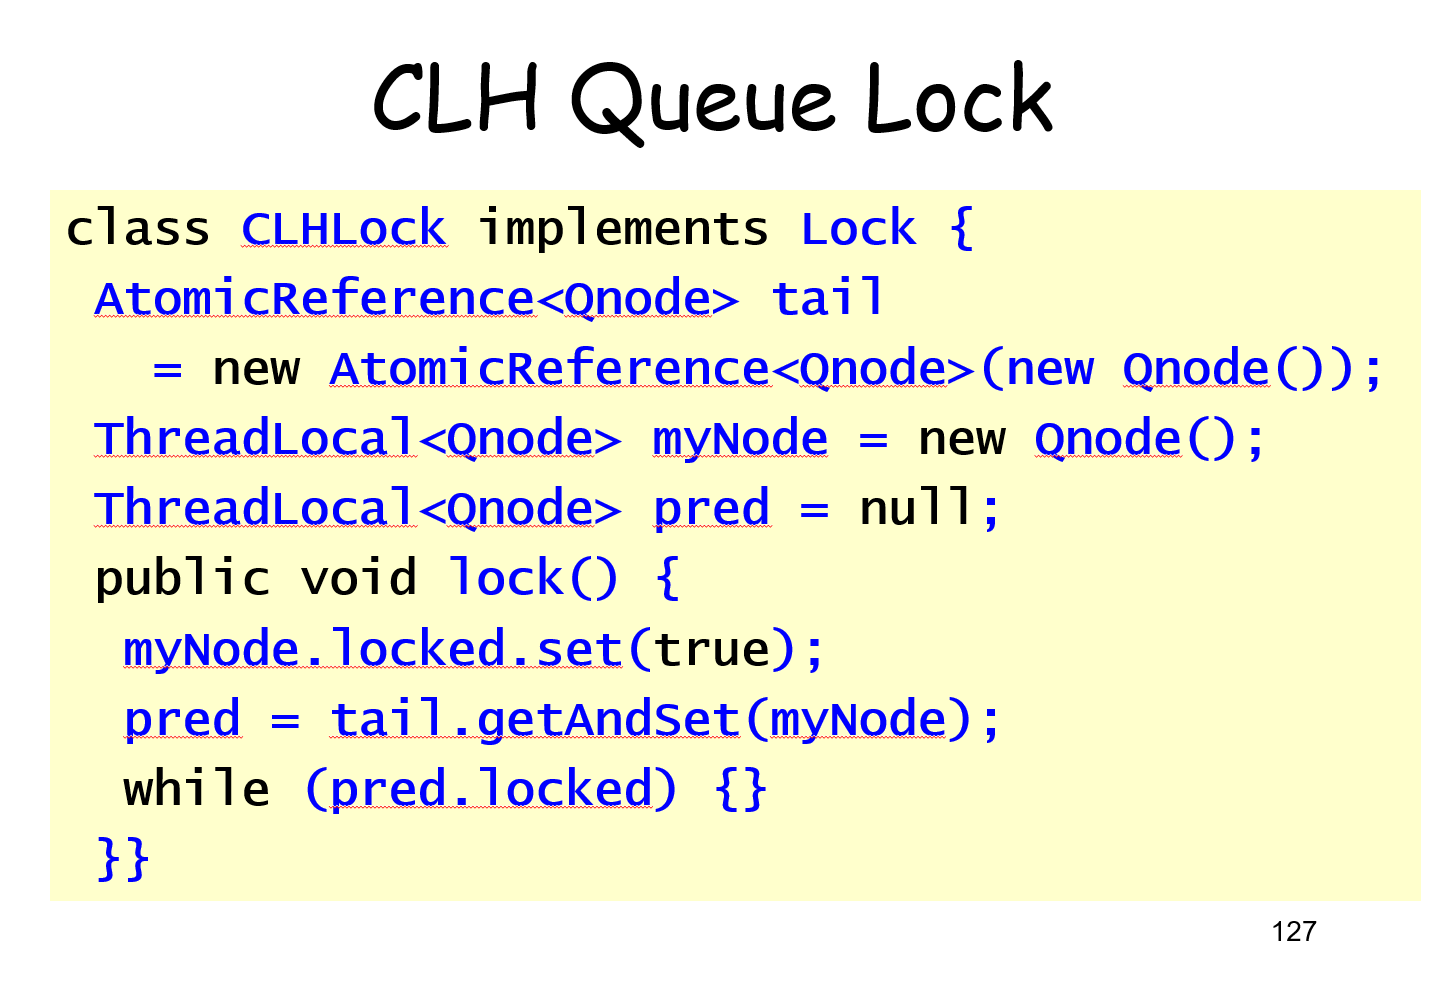 CLH Queue Lock
class CLHLock implements Lock {
AtomicReference<Qnode> tail
= new AtomicReference<Qnode>(new Qnode());
ThreadLocal<Qnode> myNode = new Qnode();
ThreadLocal<Qnode> pred = null;
public void lock() {
myNode.locked.set(true);
pred = tail.getAndSet(myNode);
while (pred.locked) {}
}}
127